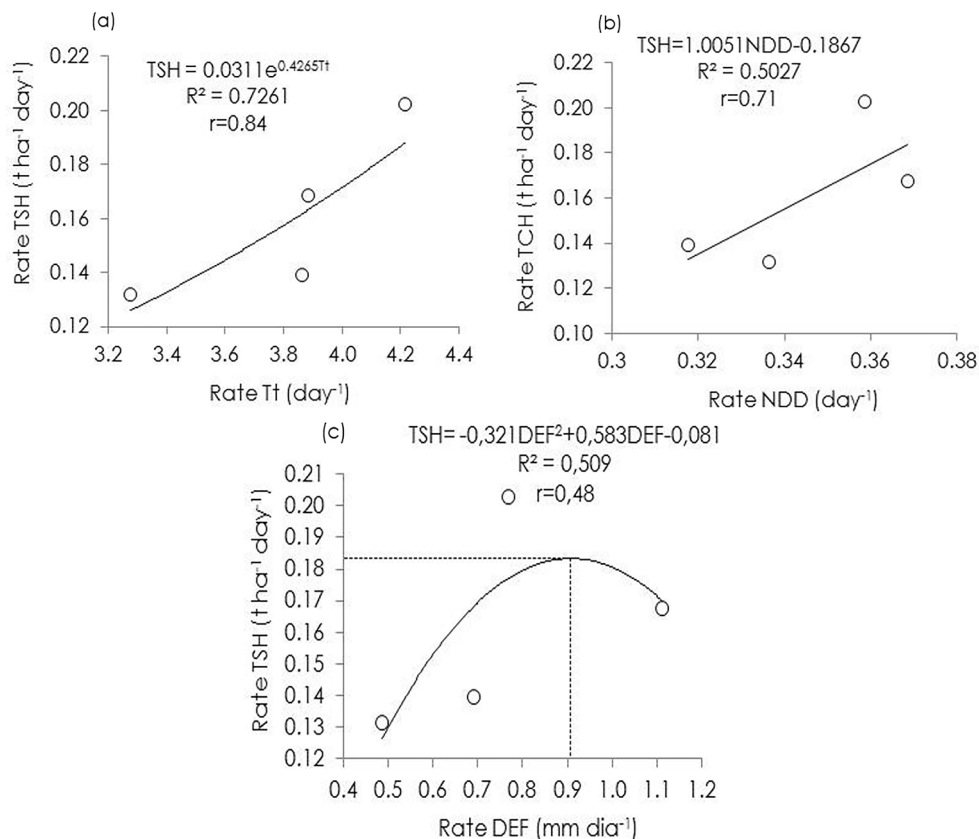 (a)
TSH = 0.0311e^0.4265Tt
R² = 0.7261
r=0.84
Rate TSH (t ha⁻¹ day⁻¹)
0.22
0.20
0.18
0.16
0.14
0.12
3.2 3.4 3.6 3.8 4.0 4.2 4.4
Rate Tt (day⁻¹)
(b)
TSH=1.0051NDD-0.1867
R² = 0.5027
r=0.71
Rate TCH (t ha⁻¹ day⁻¹)
0.22
0.20
0.18
0.16
0.14
0.12
0.10
0.3 0.32 0.34 0.36 0.38
Rate NDD (day⁻¹)
(c)
TSH= -0,321DEF²+0,583DEF-0,081
R² = 0,509
r=0,48
Rate TSH (t ha⁻¹ day⁻¹)
0.21
0.20
0.19
0.18
0.17
0.16
0.15
0.14
0.13
0.12
0.4 0.5 0.6 0.7 0.8 0.9 1.0 1.1 1.2
Rate DEF (mm dia⁻¹)